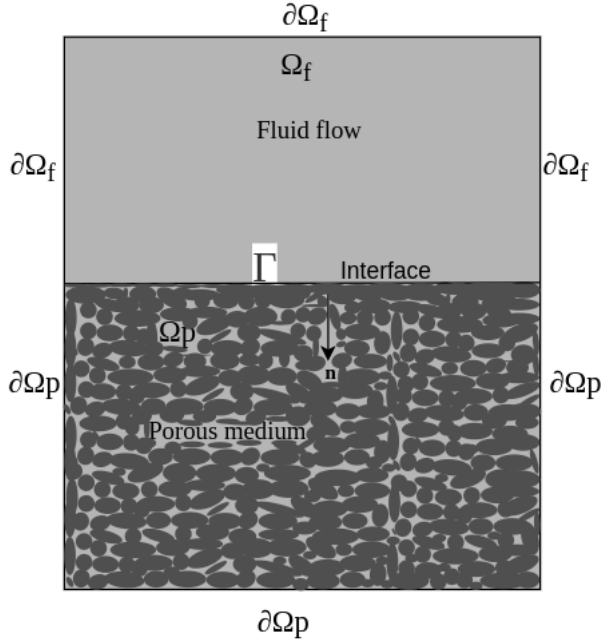 ∂Ωf
Ωf
Fluid flow
∂Ωf
∂Ωf
Γ
Interface
Ωp
n
∂Ωp
∂Ωp
Porous medium
∂Ωp